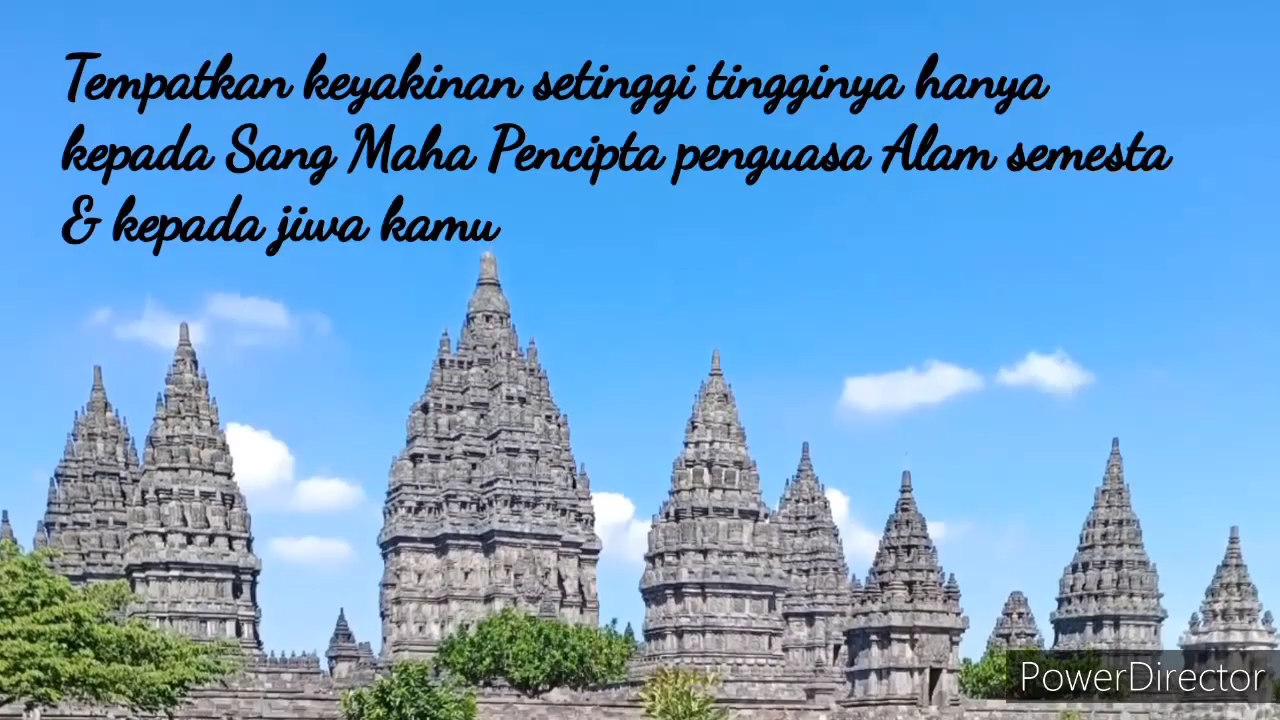 Tempatkan keyakinan setinggi tingginya hanya
kepada Sang Maha Pencipta penguasa Alam semesta
& kepada jiwa kamu
PowerDirector